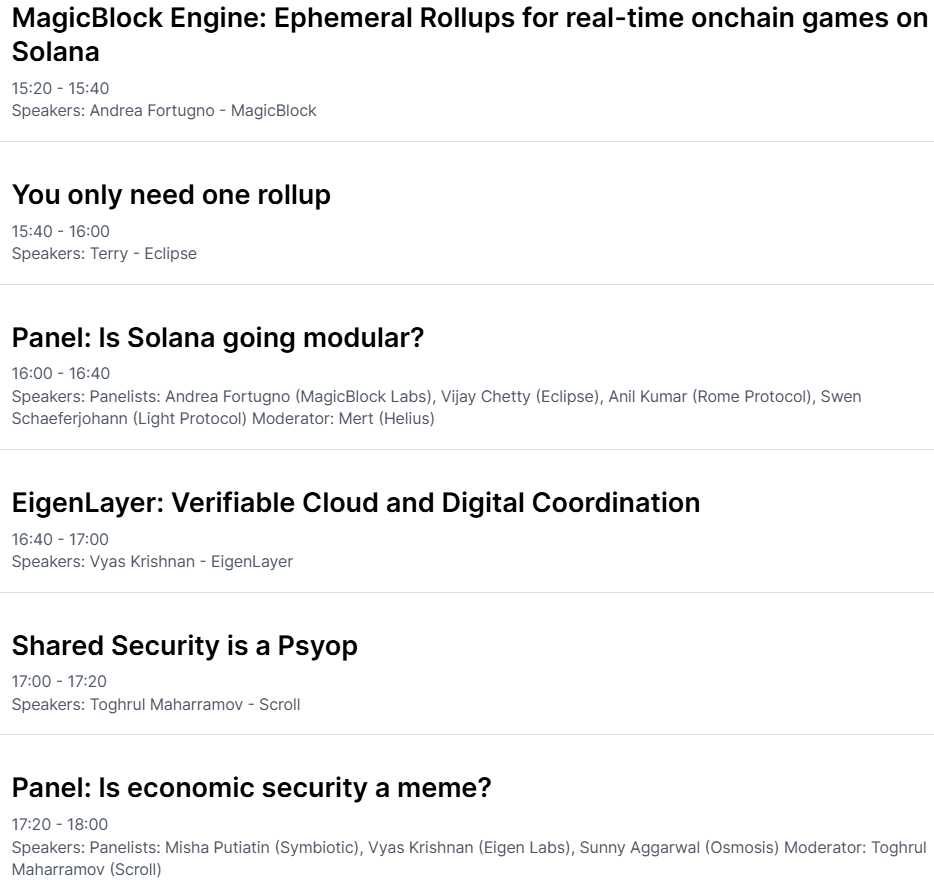 MagicBlock Engine: Ephemeral Rollups for real-time onchain games on
Solana
15:20 - 15:40
Speakers: Andrea Fortugno - MagicBlock
You only need one rollup
15:40 - 16:00
Speakers: Terry - Eclipse
Panel: Is Solana going modular?
16:00 - 16:40
Speakers: Panelists: Andrea Fortugno (MagicBlock Labs), Vijay Chetty (Eclipse), Anil Kumar (Rome Protocol), Swen
Schaeferjohann (Light Protocol) Moderator: Mert (Helius)
EigenLayer: Verifiable Cloud and Digital Coordination
16:40 - 17:00
Speakers: Vyas Krishnan - EigenLayer
Shared Security is a Psyop
17:00 - 17:20
Speakers: Toghrul Maharramov - Scroll
Panel: Is economic security a meme?
17:20 - 18:00
Speakers: Panelists: Misha Putiatin (Symbiotic), Vyas Krishnan (Eigen Labs), Sunny Aggarwal (Osmosis) Moderator: Toghrul
Maharramov (Scroll)